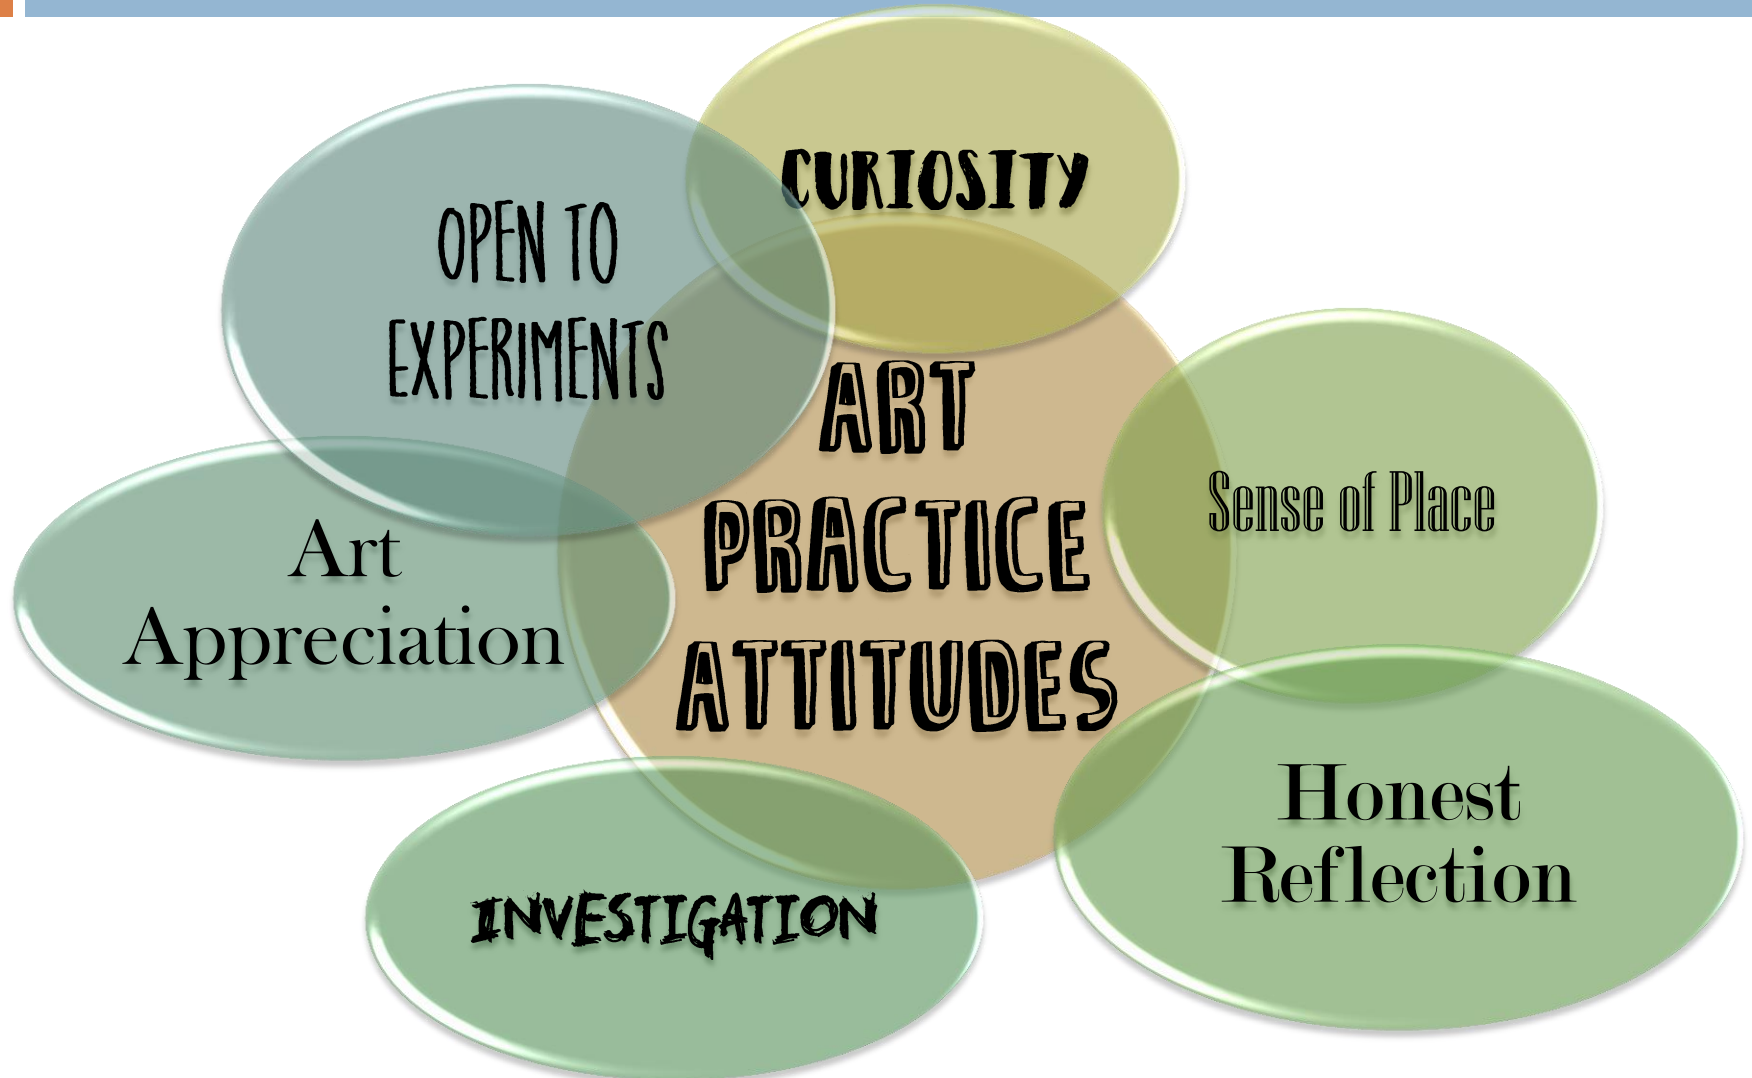 CURIOSITY
OPEN TO
EXPERIMENTS
ART
PRACTICE
ATTITUDES
Sense of Place
Art
Appreciation
Honest
Reflection
INVESTIGATION